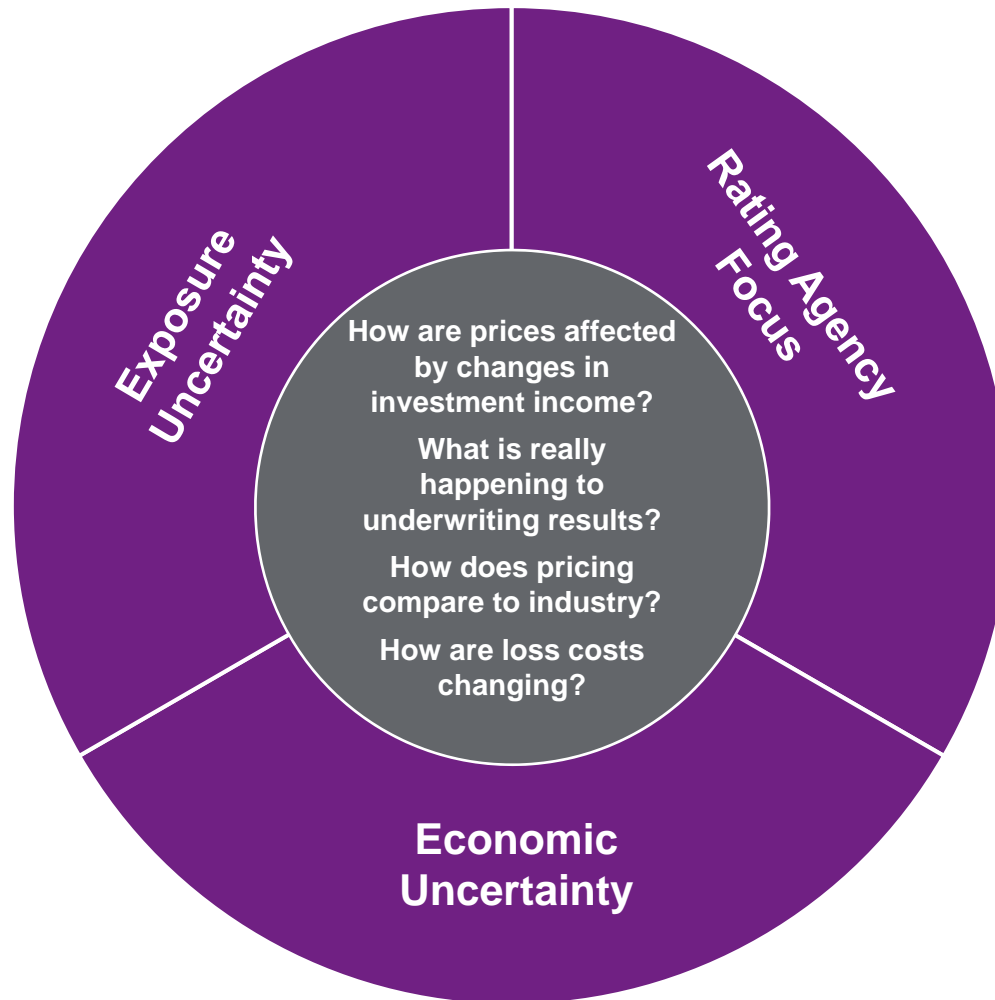 Exposure
Uncertainty
Rating Agency
Focus
How are prices affected
by changes in
investment income?
What is really
happening to
underwriting results?
How does pricing
compare to industry?
How are loss costs
changing?
Economic
Uncertainty